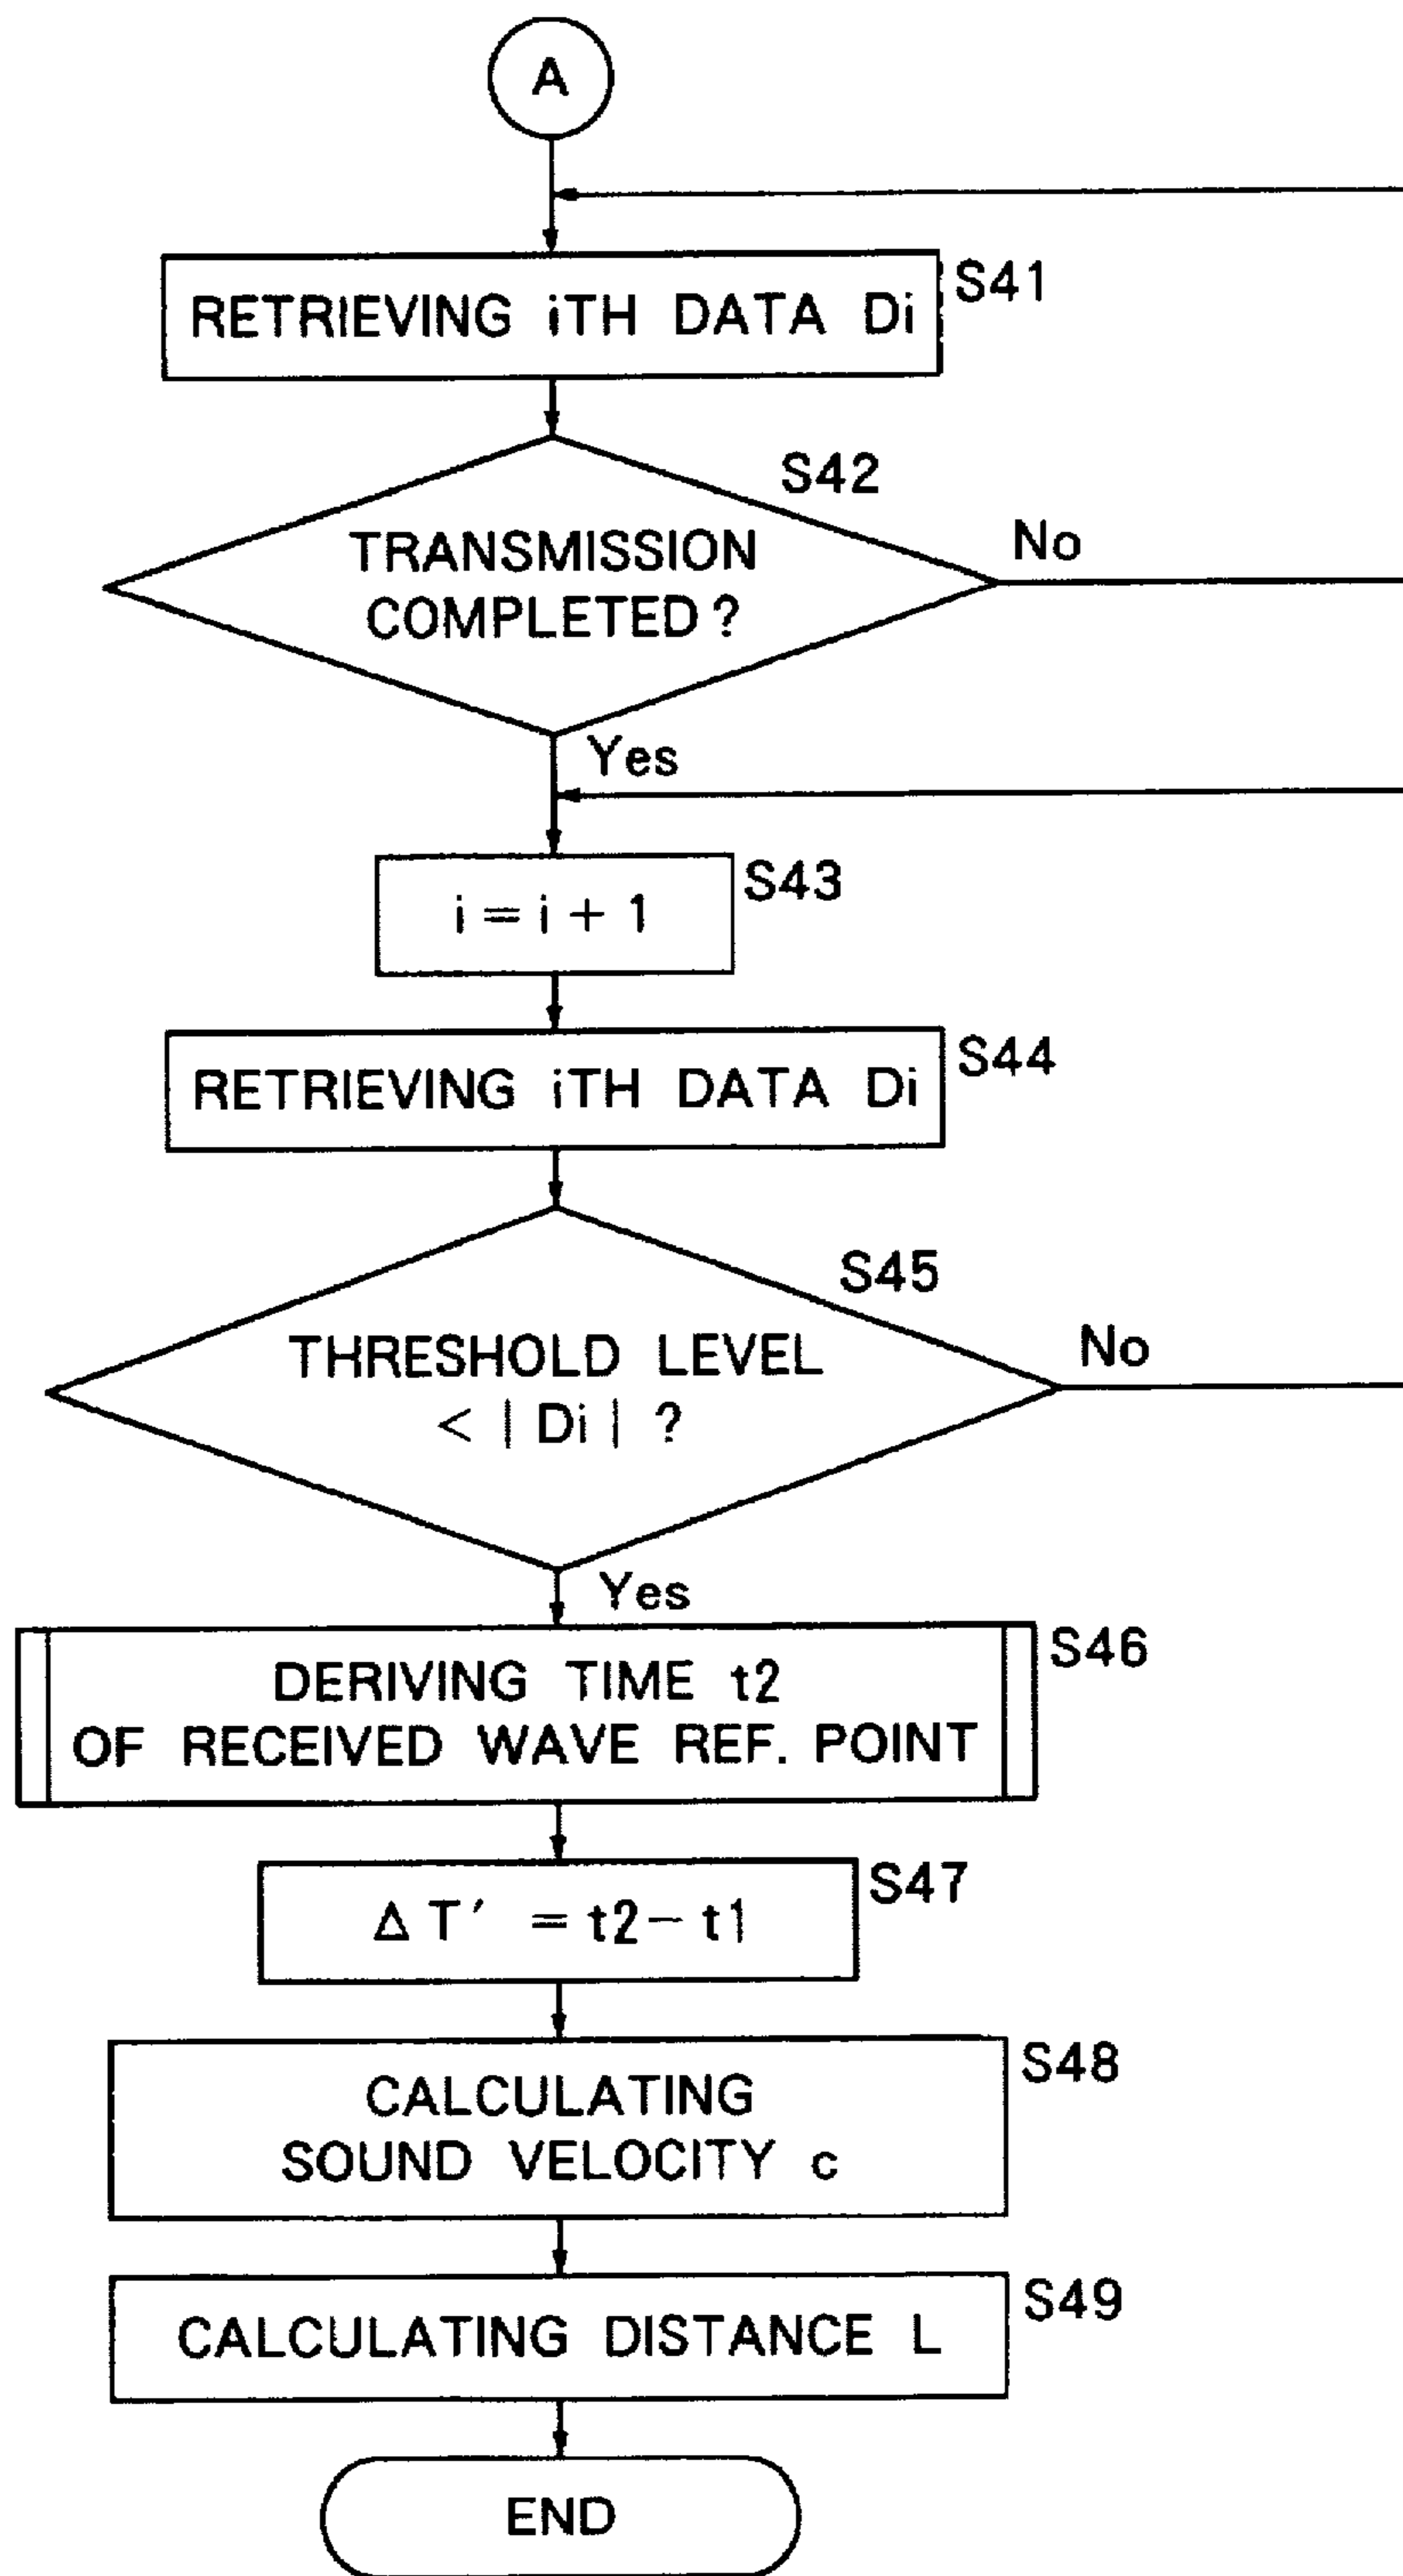 A
RETRIEVING iTH DATA Di
S41
S42
TRANSMISSION
COMPLETED?
No
Yes
i = i + 1
S43
RETRIEVING iTH DATA Di
S44
S45
THRESHOLD LEVEL
< | Di | ?
No
Yes
DERIVING TIME t2
OF RECEIVED WAVE REF. POINT
S46
Δ T′ = t2 − t1
S47
CALCULATING
SOUND VELOCITY c
S48
CALCULATING DISTANCE L
S49
END